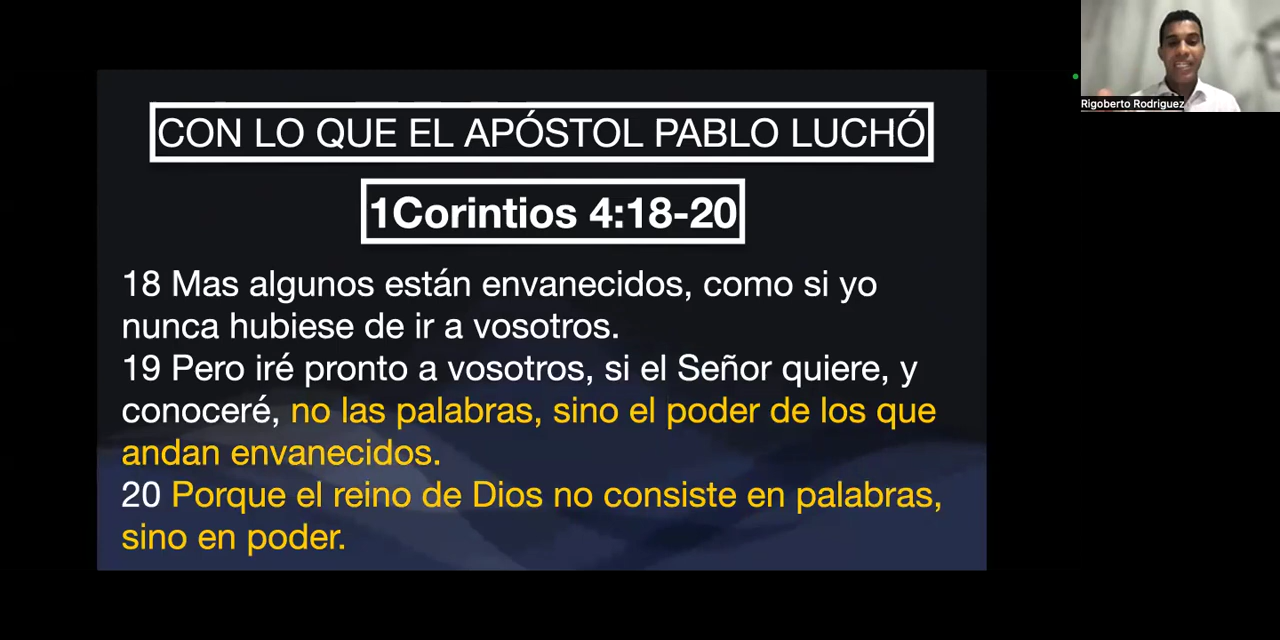 CON LO QUE EL APÓSTOL PABLO LUCHÓ
1Corintios 4:18-20
18 Mas algunos están envanecidos, como si yo
nunca hubiese de ir a vosotros.
19 Pero iré pronto a vosotros, si el Señor quiere, y
conoceré, no las palabras, sino el poder de los que
andan envanecidos.
20 Porque el reino de Dios no consiste en palabras,
sino en poder.
Rigoberto Rodriguez